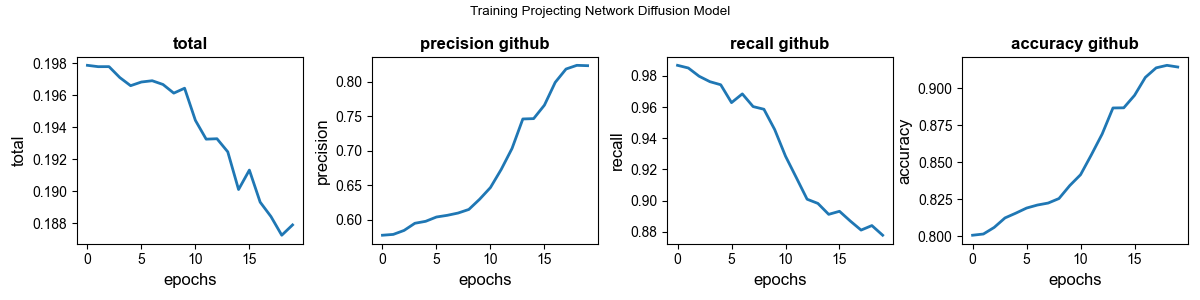 Training Projecting Network Diffusion Model
total
precision github
recall github
accuracy github
0.198
0.196
0.194
0.192
0.190
0.188
total
0 5 10 15
epochs
0.80
0.75
0.70
0.65
0.60
precision
0 5 10 15
epochs
0.98
0.96
0.94
0.92
0.90
0.88
recall
0 5 10 15
epochs
0.900
0.875
0.850
0.825
0.800
accuracy
0 5 10 15
epochs